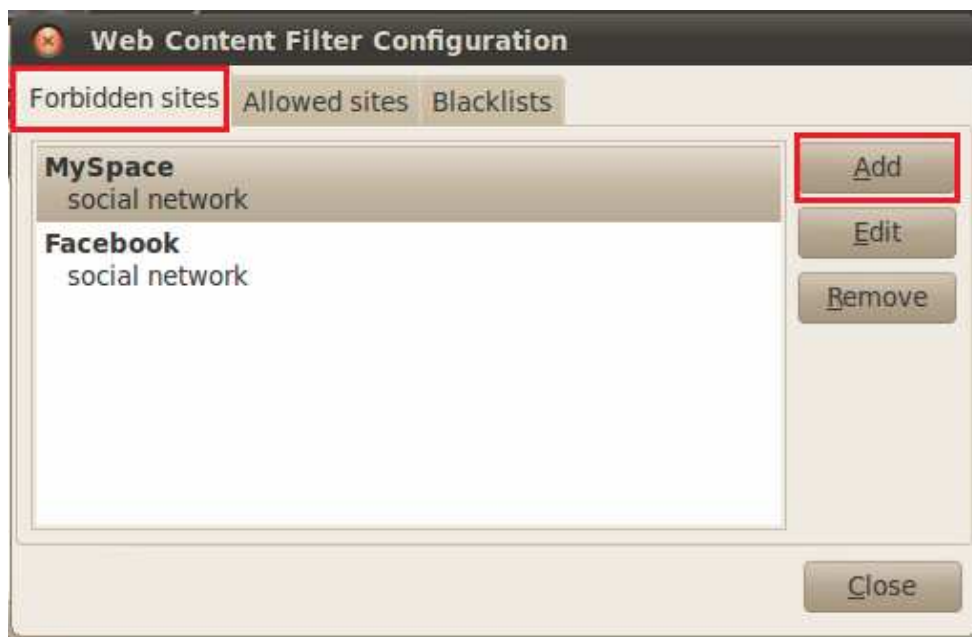 Web Content Filter Configuration
Forbidden sites Allowed sites Blacklists
MySpace
social network
Facebook
social network
Add
Edit
Remove
Close